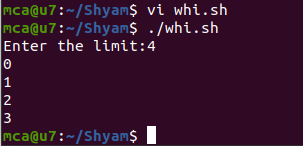 mca@u7:~/Shyam$ vi whi.sh
mca@u7:~/Shyam$ ./whi.sh
Enter the limit:4
0
1
2
3
mca@u7:~/Shyam$